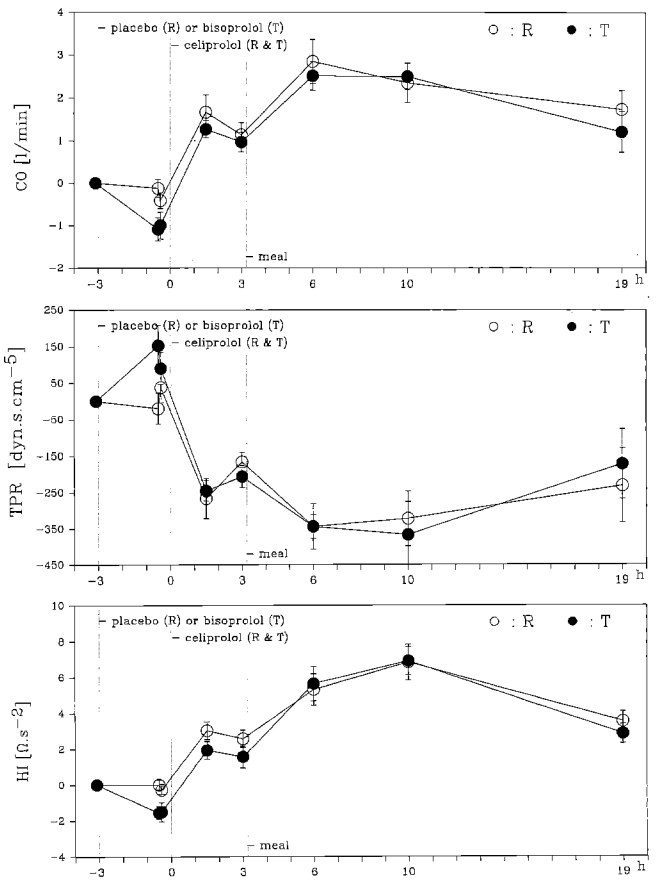 – placebo (R) or bisoprolol (T)
– celiprolol (R & T)
○ : R ● : T
CO [l/min]
4
3
2
1
0
-1
-2
– meal
-3 0 3 6 10 19 h
– placebo (R) or bisoprolol (T)
– celiprolol (R & T)
○ : R ● : T
TPR [dyn.s.cm⁻⁵]
250
150
50
-50
-150
-250
-350
-450
– meal
-3 0 3 6 10 19 h
– placebo (R) or bisoprolol (T)
– celiprolol (R & T)
○ : R ● : T
HI [Ω.s⁻²]
10
8
6
4
2
0
-2
-4
– meal
-3 0 3 6 10 19 h